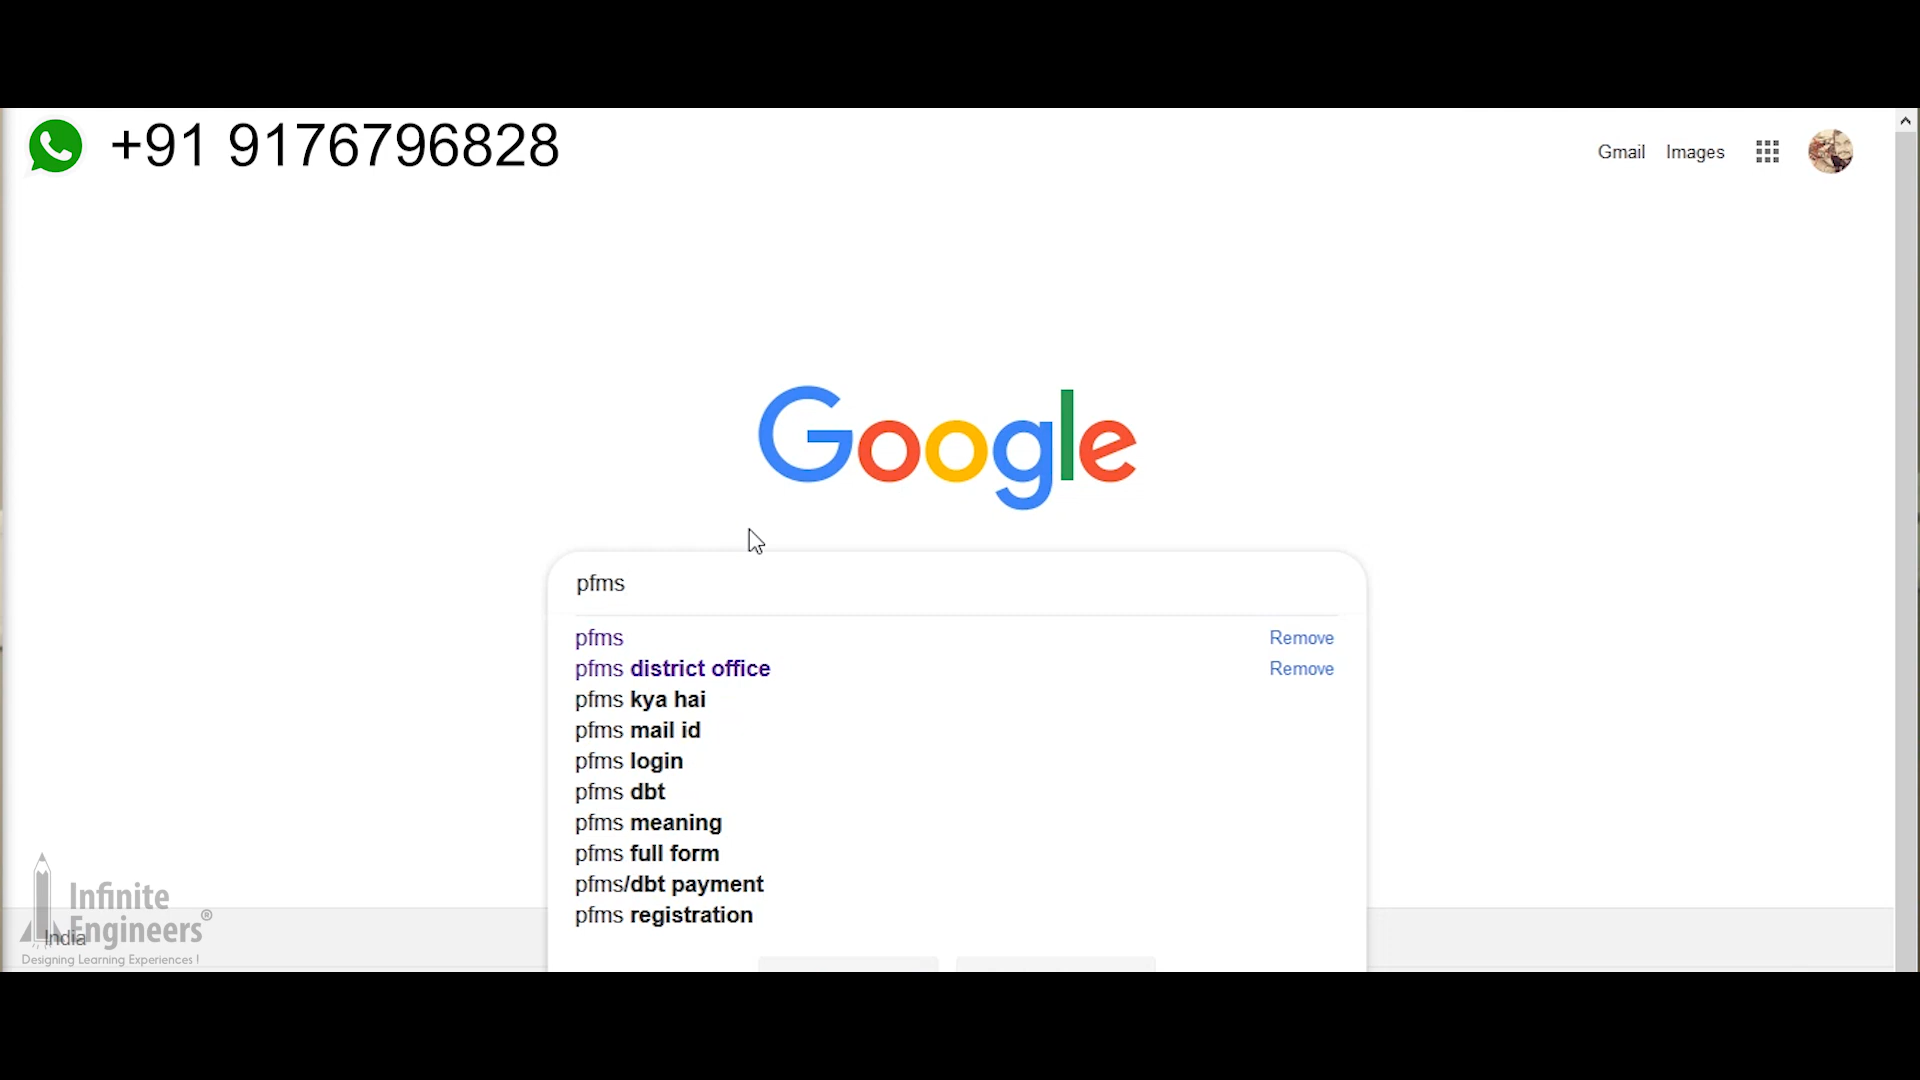 +91 9176796828
Gmail Images
Google
pfms
pfms Remove
pfms district office Remove
pfms kya hai
pfms mail id
pfms login
pfms dbt
pfms meaning
pfms full form
pfms/dbt payment
pfms registration
Infinite
Engineers®
India
Designing Learning Experiences !